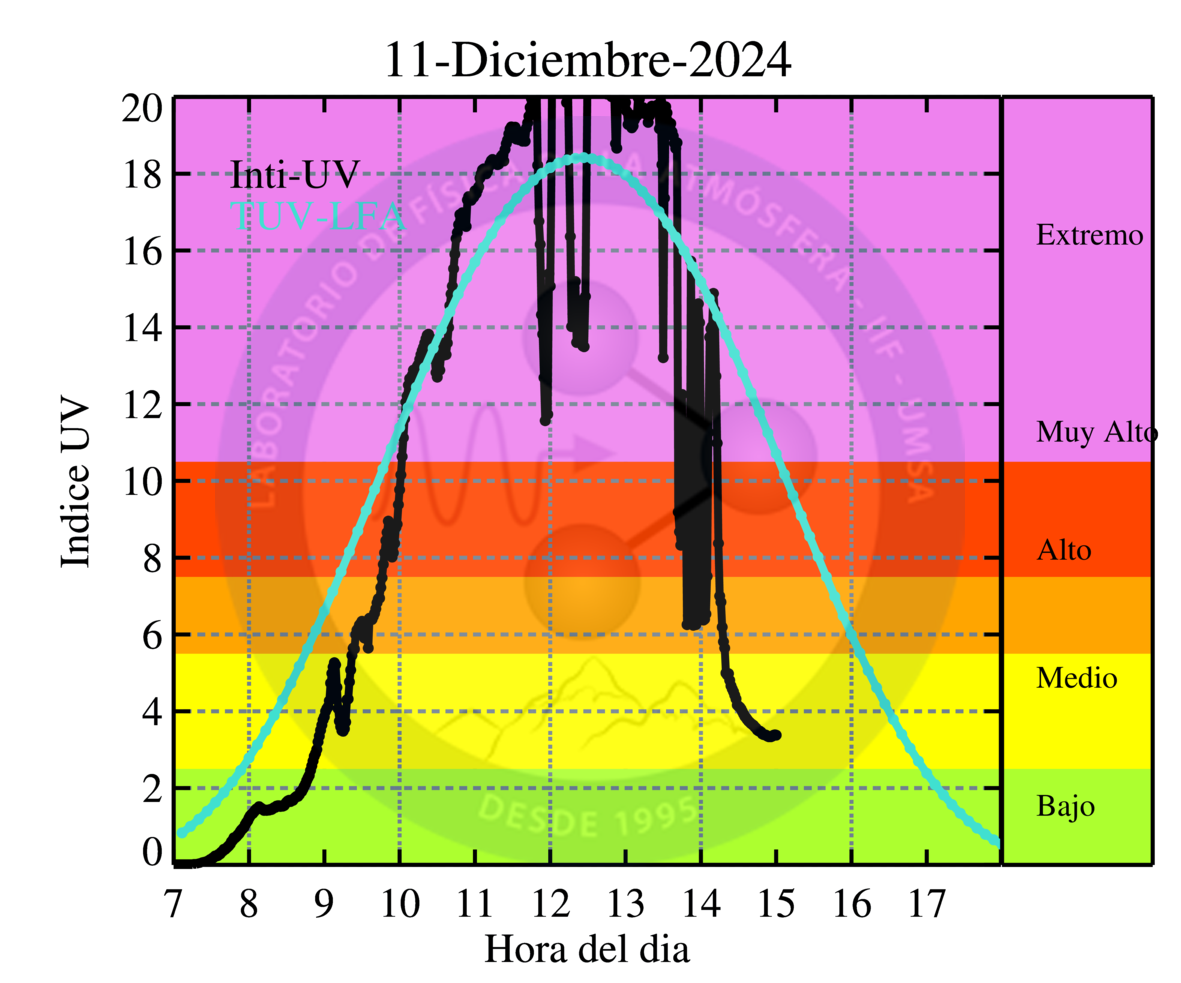 11-Diciembre-2024
Indice UV
20
18
16
14
12
10
8
6
4
2
0
Inti-UV
TUV-LFA
LABORATORIO DE FÍSICA DE LA ATMÓSFERA - IIF - UMSA
DESDE 1995
Extremo
Muy Alto
Alto
Medio
Bajo
7 8 9 10 11 12 13 14 15 16 17
Hora del dia